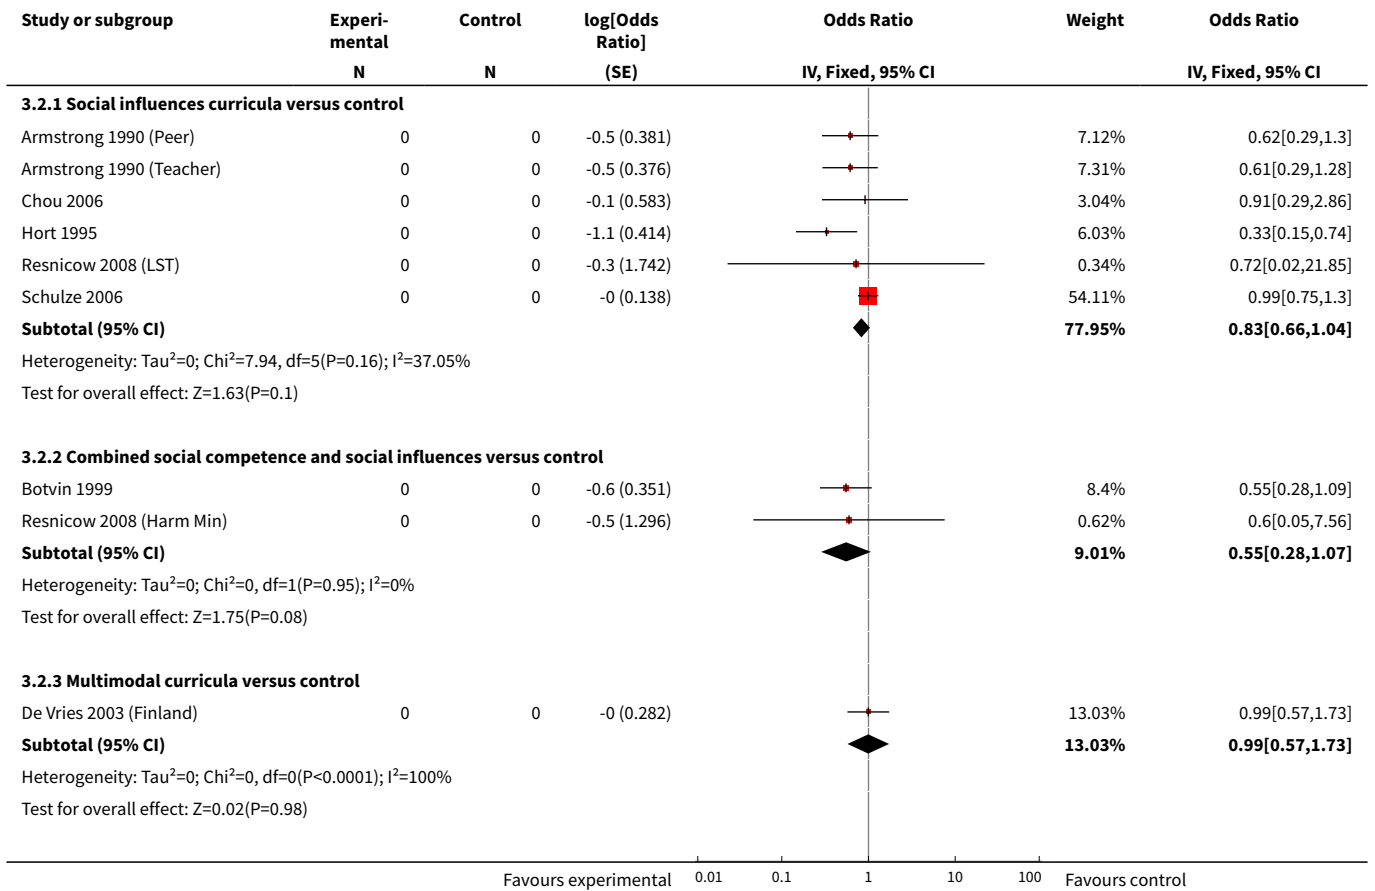 Study or subgroup Experi- Control log[Odds Odds Ratio Weight Odds Ratio
mental Ratio]
N N (SE) IV, Fixed, 95% CI IV, Fixed, 95% CI
3.2.1 Social influences curricula versus control
Armstrong 1990 (Peer) 0 0 -0.5 (0.381) 7.12% 0.62[0.29,1.3]
Armstrong 1990 (Teacher) 0 0 -0.5 (0.376) 7.31% 0.61[0.29,1.28]
Chou 2006 0 0 -0.1 (0.583) 3.04% 0.91[0.29,2.86]
Hort 1995 0 0 -1.1 (0.414) 6.03% 0.33[0.15,0.74]
Resnicow 2008 (LST) 0 0 -0.3 (1.742) 0.34% 0.72[0.02,21.85]
Schulze 2006 0 0 -0 (0.138) 54.11% 0.99[0.75,1.3]
Subtotal (95% CI) 77.95% 0.83[0.66,1.04]
Heterogeneity: Tau²=0; Chi²=7.94, df=5(P=0.16); I²=37.05%
Test for overall effect: Z=1.63(P=0.1)
3.2.2 Combined social competence and social influences versus control
Botvin 1999 0 0 -0.6 (0.351) 8.4% 0.55[0.28,1.09]
Resnicow 2008 (Harm Min) 0 0 -0.5 (1.296) 0.62% 0.6[0.05,7.56]
Subtotal (95% CI) 9.01% 0.55[0.28,1.07]
Heterogeneity: Tau²=0; Chi²=0, df=1(P=0.95); I²=0%
Test for overall effect: Z=1.75(P=0.08)
3.2.3 Multimodal curricula versus control
De Vries 2003 (Finland) 0 0 -0 (0.282) 13.03% 0.99[0.57,1.73]
Subtotal (95% CI) 13.03% 0.99[0.57,1.73]
Heterogeneity: Tau²=0; Chi²=0, df=0(P<0.0001); I²=100%
Test for overall effect: Z=0.02(P=0.98)
Favours experimental 0.01 0.1 1 10 100 Favours control